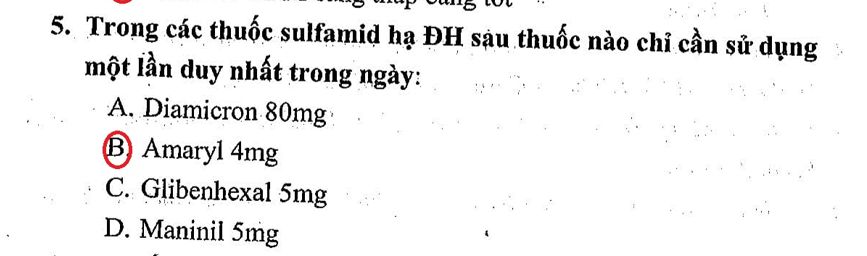 5. Trong các thuốc sulfamid hạ ĐH sau thuốc nào chỉ cần sử dụng
một lần duy nhất trong ngày:
A. Diamicron 80mg
B. Amaryl 4mg
C. Glibenhexal 5mg
D. Maninil 5mg